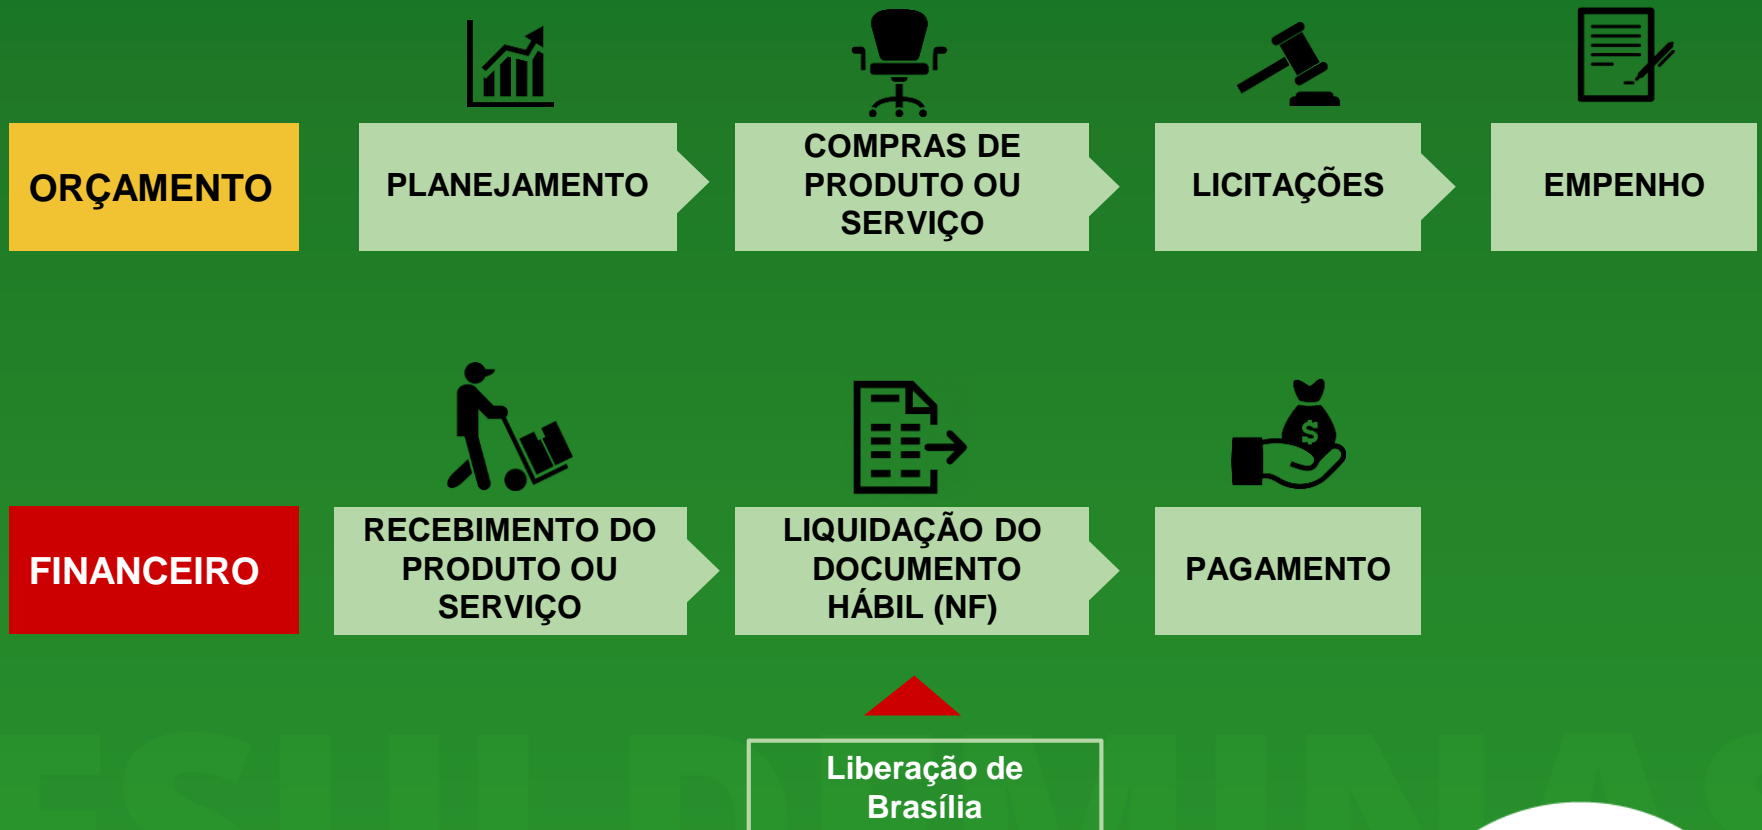 ORÇAMENTO
PLANEJAMENTO
COMPRAS DE
PRODUTO OU
SERVIÇO
LICITAÇÕES
EMPENHO
$
FINANCEIRO
RECEBIMENTO DO
PRODUTO OU
SERVIÇO
LIQUIDAÇÃO DO
DOCUMENTO
HÁBIL (NF)
PAGAMENTO
Liberação de
Brasília